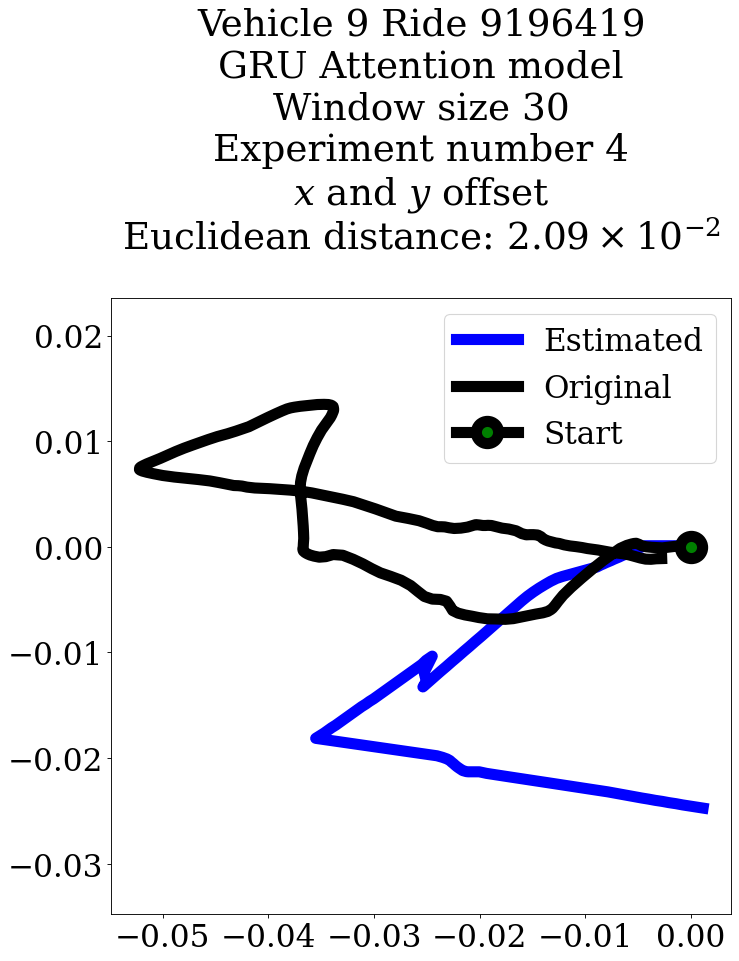 Vehicle 9 Ride 9196419
GRU Attention model
Window size 30
Experiment number 4
x and y offset
Euclidean distance: 2.09 × 10⁻²
Estimated
Original
Start
0.02
0.01
0.00
−0.01
−0.02
−0.03
−0.05 −0.04 −0.03 −0.02 −0.01 0.00